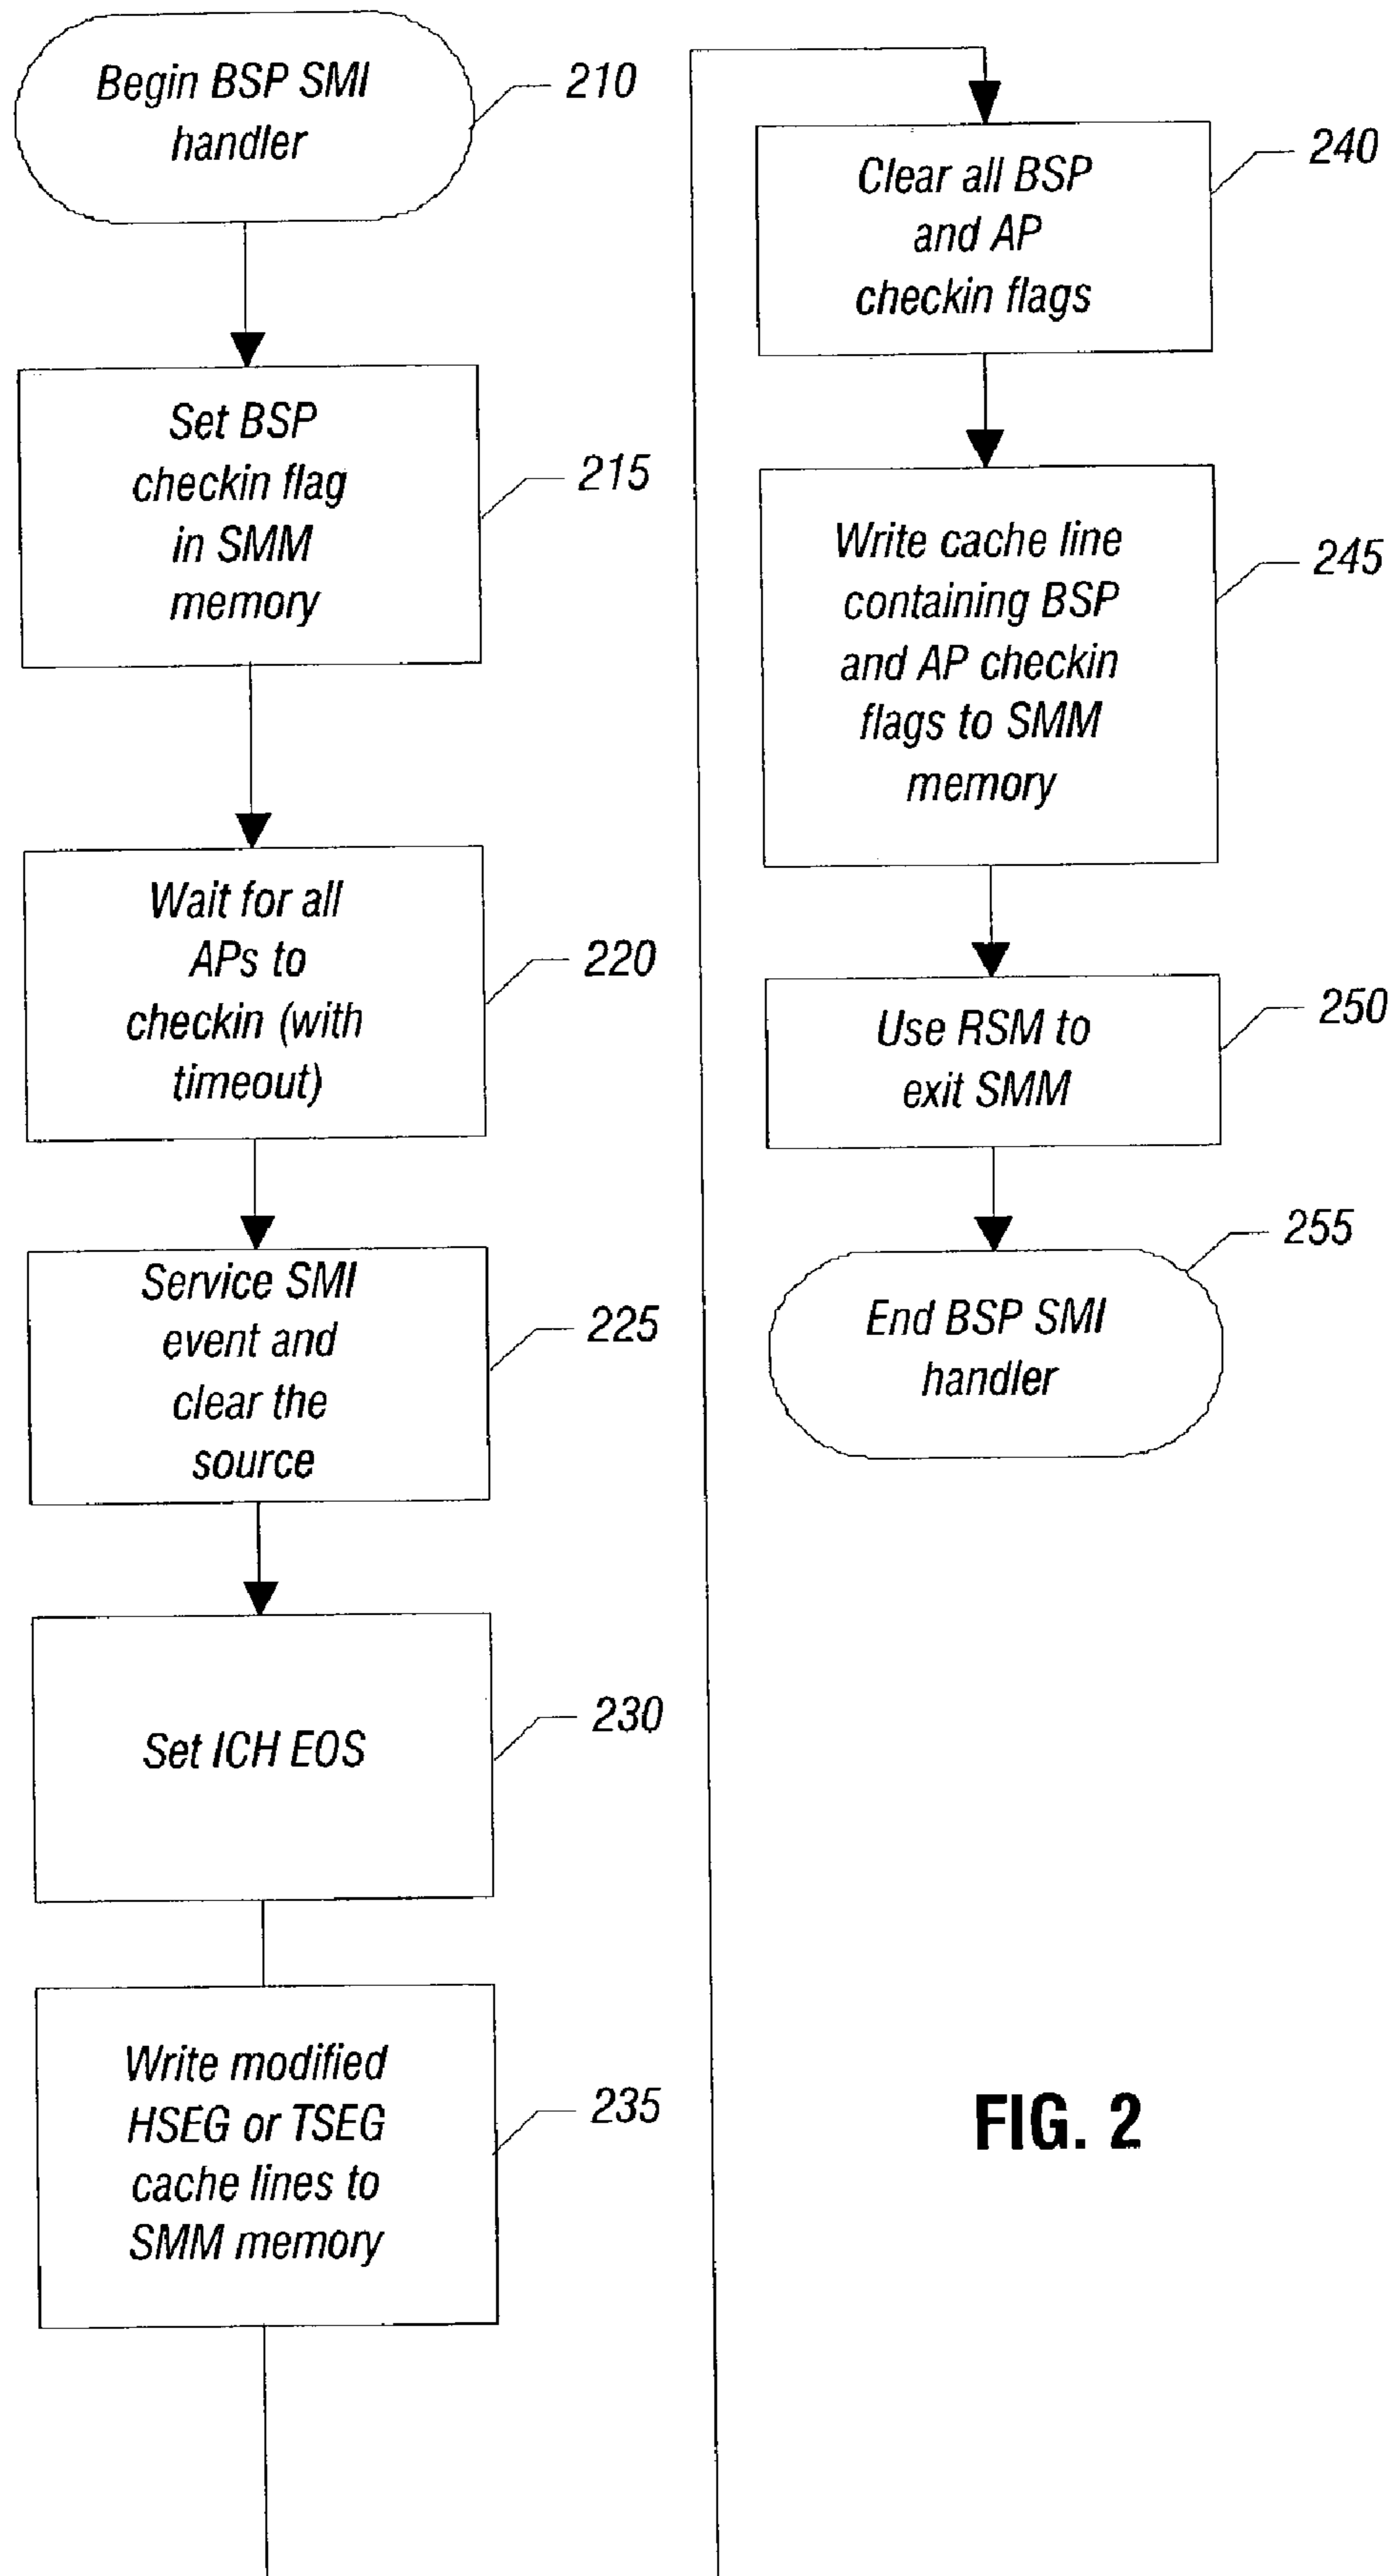 Begin BSP SMI
handler
210
Set BSP
checkin flag
in SMM
memory
215
Wait for all
APs to
checkin (with
timeout)
220
Service SMI
event and
clear the
source
225
Set ICH EOS
230
Write modified
HSEG or TSEG
cache lines to
SMM memory
235
Clear all BSP
and AP
checkin flags
240
Write cache line
containing BSP
and AP checkin
flags to SMM
memory
245
Use RSM to
exit SMM
250
End BSP SMI
handler
255
FIG. 2